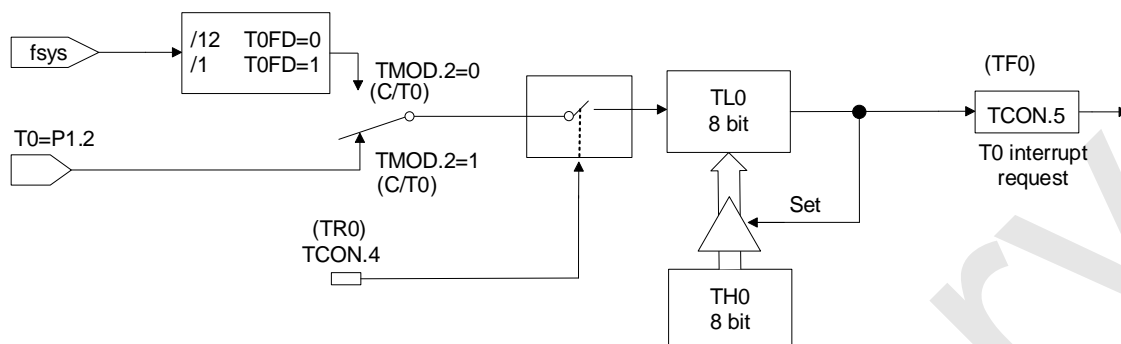 fsys
/12 T0FD=0
/1 T0FD=1
TMOD.2=0
(C/T0)
T0=P1.2
TMOD.2=1
(C/T0)
(TR0)
TCON.4
TL0
8 bit
Set
TH0
8 bit
(TF0)
TCON.5
T0 interrupt
request
ry